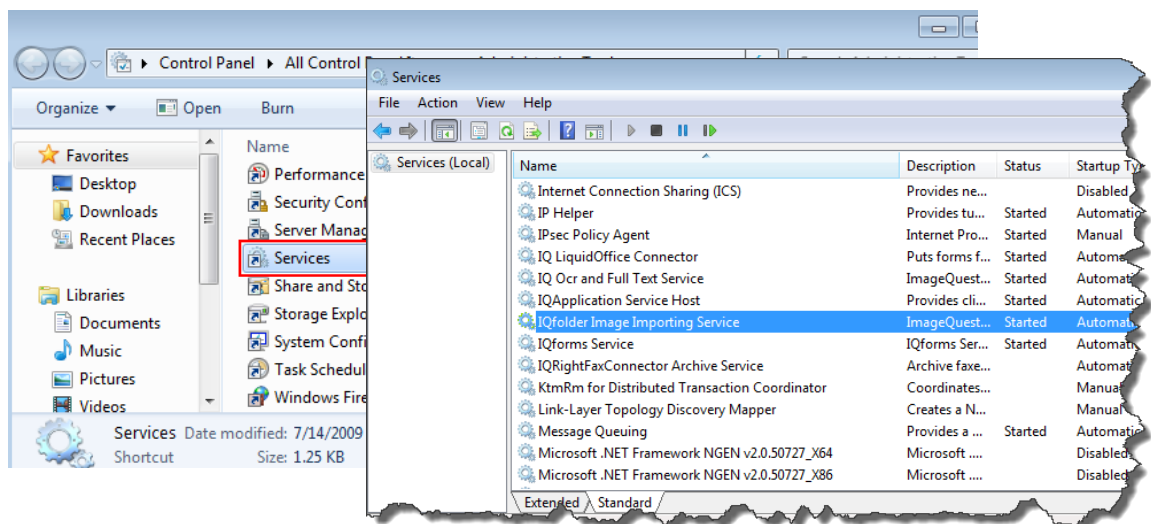 Control Panel ▸ All Control
Organize ▼ Open Burn
Favorites
Desktop
Downloads
Recent Places
Libraries
Documents
Music
Pictures
Videos
Name
Performance
Security Conf
Server Manag
Services
Share and Sto
Storage Explo
System Confi
Task Schedul
Windows Fire
Services Date modified: 7/14/2009
Shortcut Size: 1.25 KB
Services
File Action View Help
Services (Local)
Name Description Status Startup Ty
Internet Connection Sharing (ICS) Provides ne... Disabled
IP Helper Provides tu... Started Automatic
IPsec Policy Agent Internet Pro... Started Manual
IQ LiquidOffice Connector Puts forms f... Started Automa
IQ Ocr and Full Text Service ImageQuest... Started Automati
IQApplication Service Host Provides cli... Started Automatic
IQfolder Image Importing Service ImageQuest... Started Automati
IQforms Service IQforms Ser... Started Automati
IQRightFaxConnector Archive Service Archive faxe... Automat
KtmRm for Distributed Transaction Coordinator Coordinates... Manua
Link-Layer Topology Discovery Mapper Creates a N... Manual
Message Queuing Provides a ... Started Automatic
Microsoft .NET Framework NGEN v2.0.50727_X64 Microsoft .... Disabled
Microsoft .NET Framework NGEN v2.0.50727_X86 Microsoft .... Disabled
Extended Standard